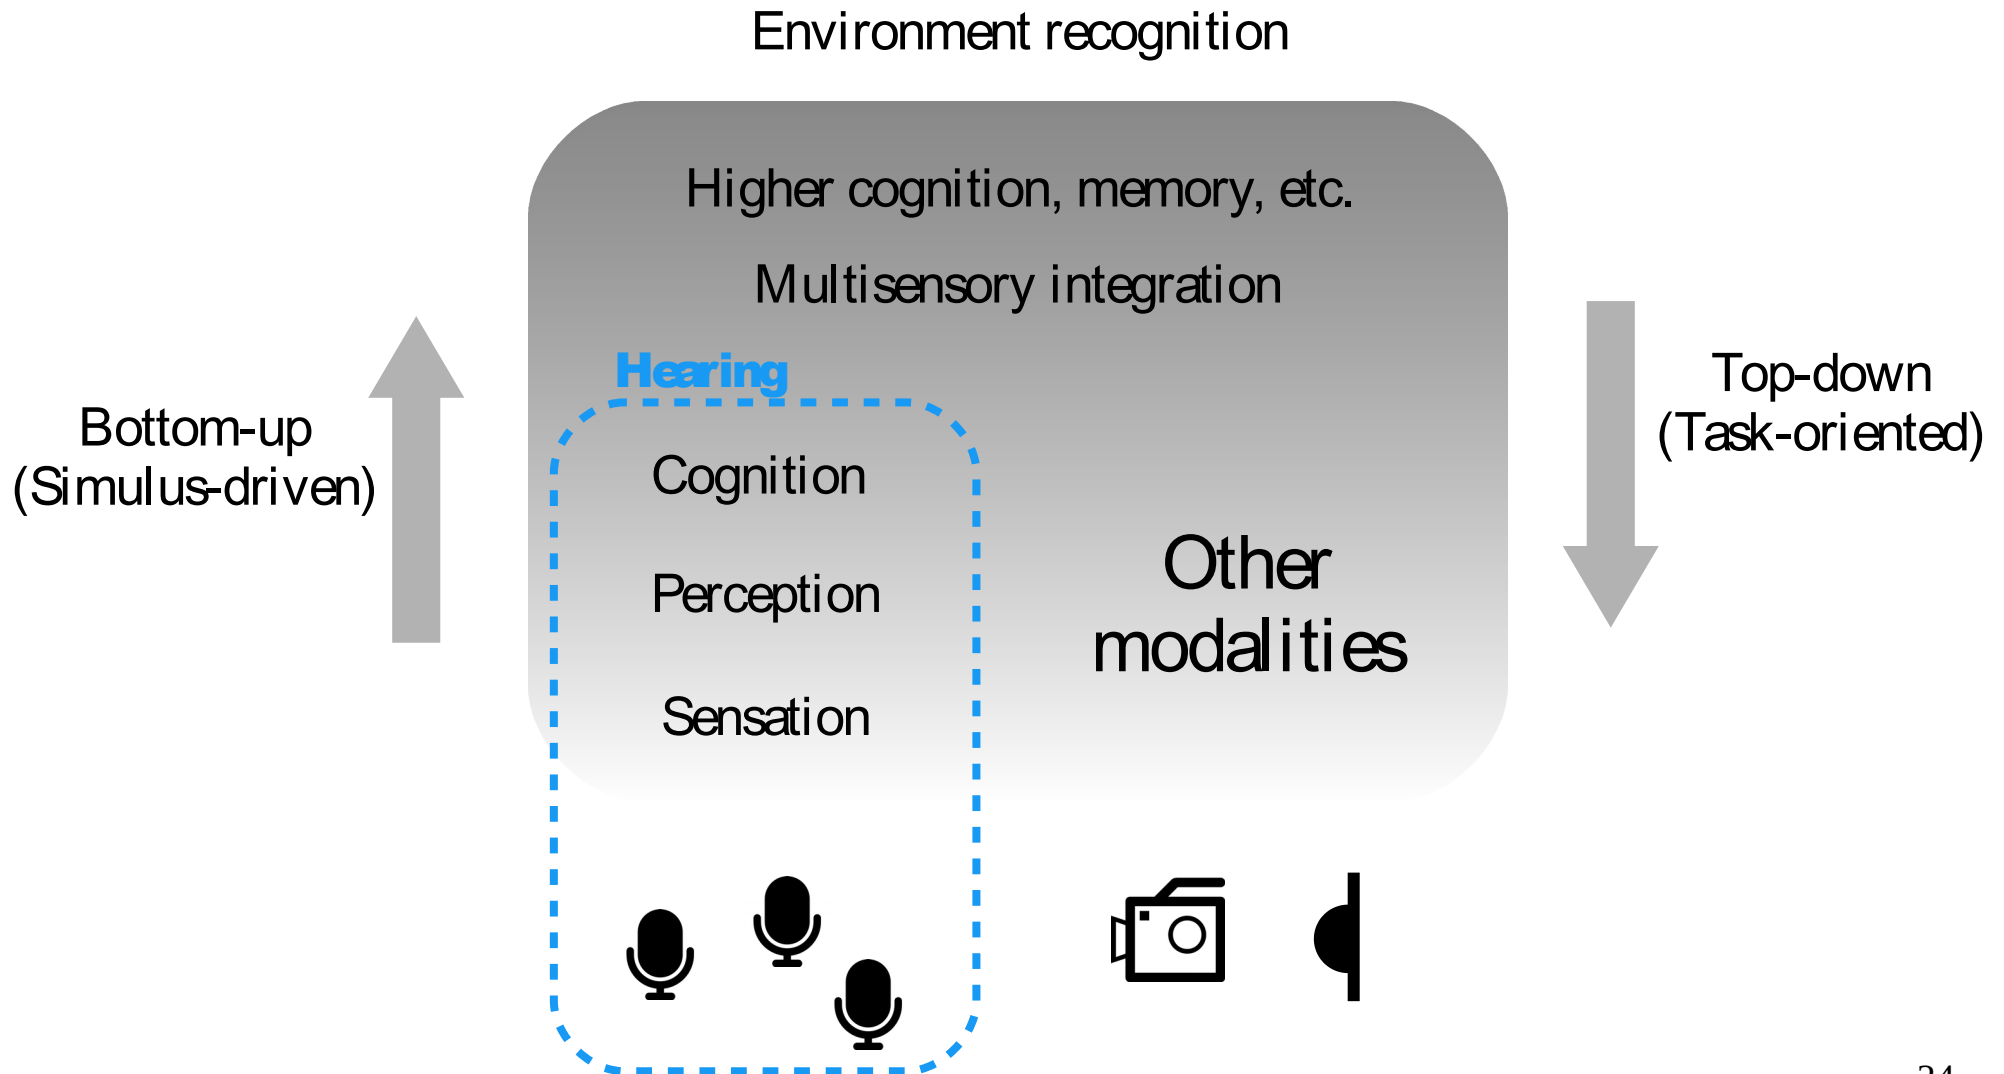 Environment recognition
Higher cognition, memory, etc.
Multisensory integration
Hearing
Bottom-up
(Simulus-driven)
Top-down
(Task-oriented)
Cognition
Perception
Sensation
Other
modalities